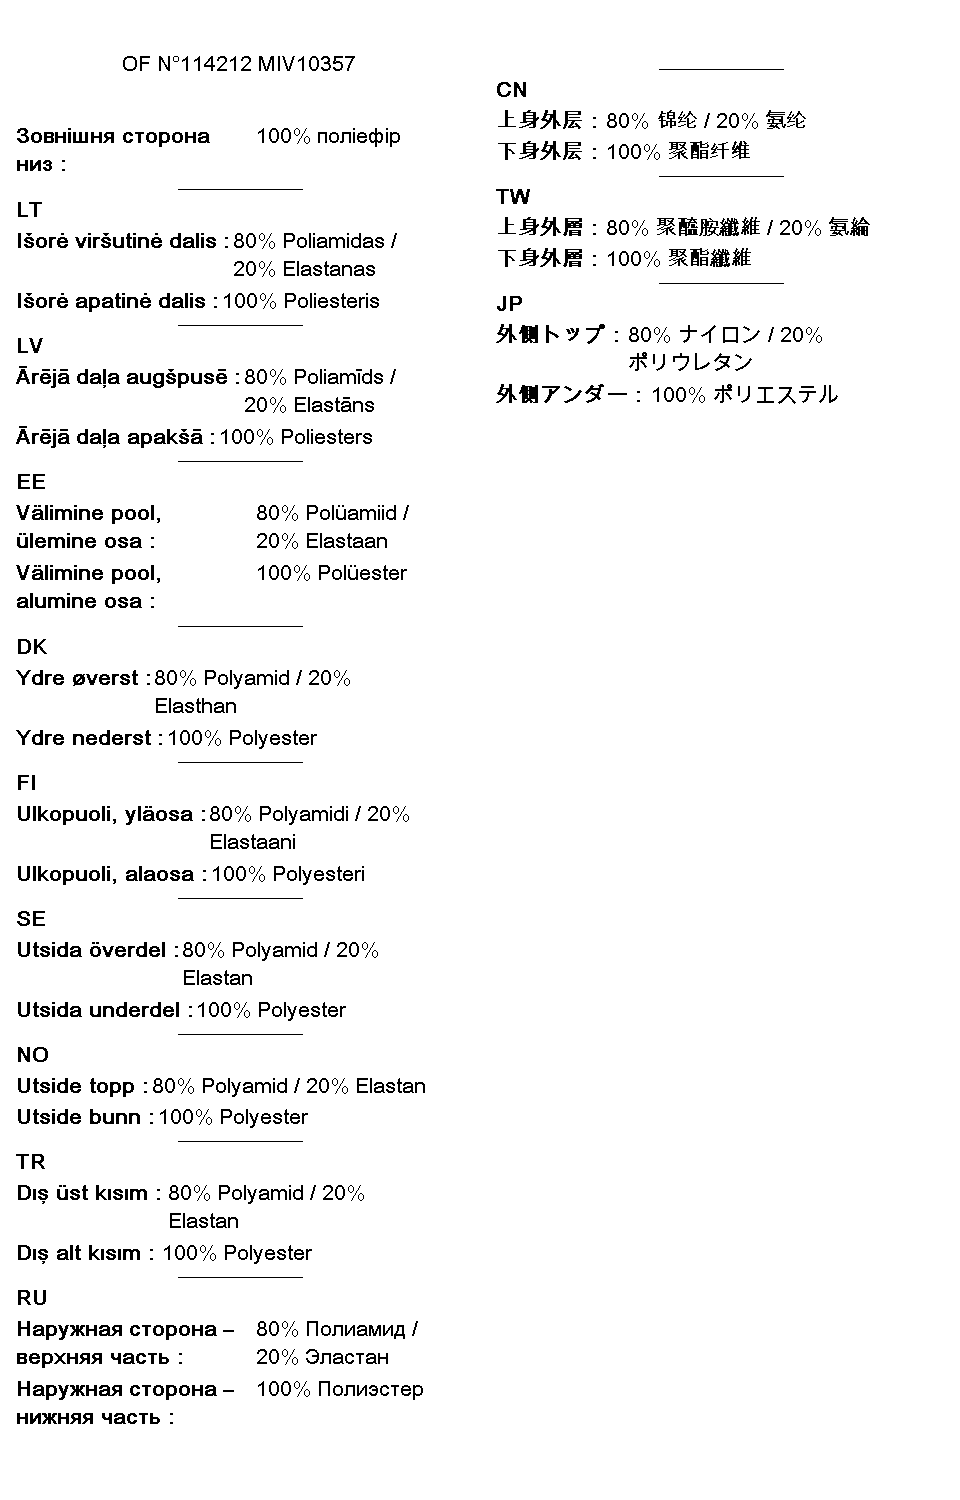 OF N°114212 MIV10357
Зовнішня сторона 100% поліефір
низ :
LT
Išorė viršutinė dalis : 80% Poliamidas /
20% Elastanas
Išorė apatinė dalis : 100% Poliesteris
LV
Ārējā daļa augšpusē : 80% Poliamīds /
20% Elastāns
Ārējā daļa apakšā : 100% Poliesters
EE
Välimine pool, 80% Polüamiid /
ülemine osa : 20% Elastaan
Välimine pool, 100% Polüester
alumine osa :
DK
Ydre øverst : 80% Polyamid / 20%
Elasthan
Ydre nederst : 100% Polyester
FI
Ulkopuoli, yläosa : 80% Polyamidi / 20%
Elastaani
Ulkopuoli, alaosa : 100% Polyesteri
SE
Utsida överdel : 80% Polyamid / 20%
Elastan
Utsida underdel : 100% Polyester
NO
Utside topp : 80% Polyamid / 20% Elastan
Utside bunn : 100% Polyester
TR
Dış üst kısım : 80% Polyamid / 20%
Elastan
Dış alt kısım : 100% Polyester
RU
Наружная сторона – 80% Полиамид /
верхняя часть : 20% Эластан
Наружная сторона – 100% Полиэстер
нижняя часть :
CN
上身外层 : 80% 锦纶 / 20% 氨纶
下身外层 : 100% 聚酯纤维
TW
上身外層 : 80% 聚醯胺纖維 / 20% 氨綸
下身外層 : 100% 聚酯纖維
JP
外側トップ : 80% ナイロン / 20%
ポリウレタン
外側アンダー : 100% ポリエステル